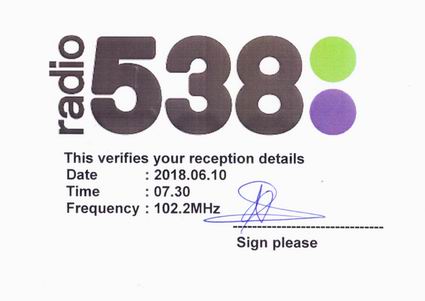 radio 538
This verifies your reception details
Date : 2018.06.10
Time : 07.30
Frequency : 102.2MHz
Sign please